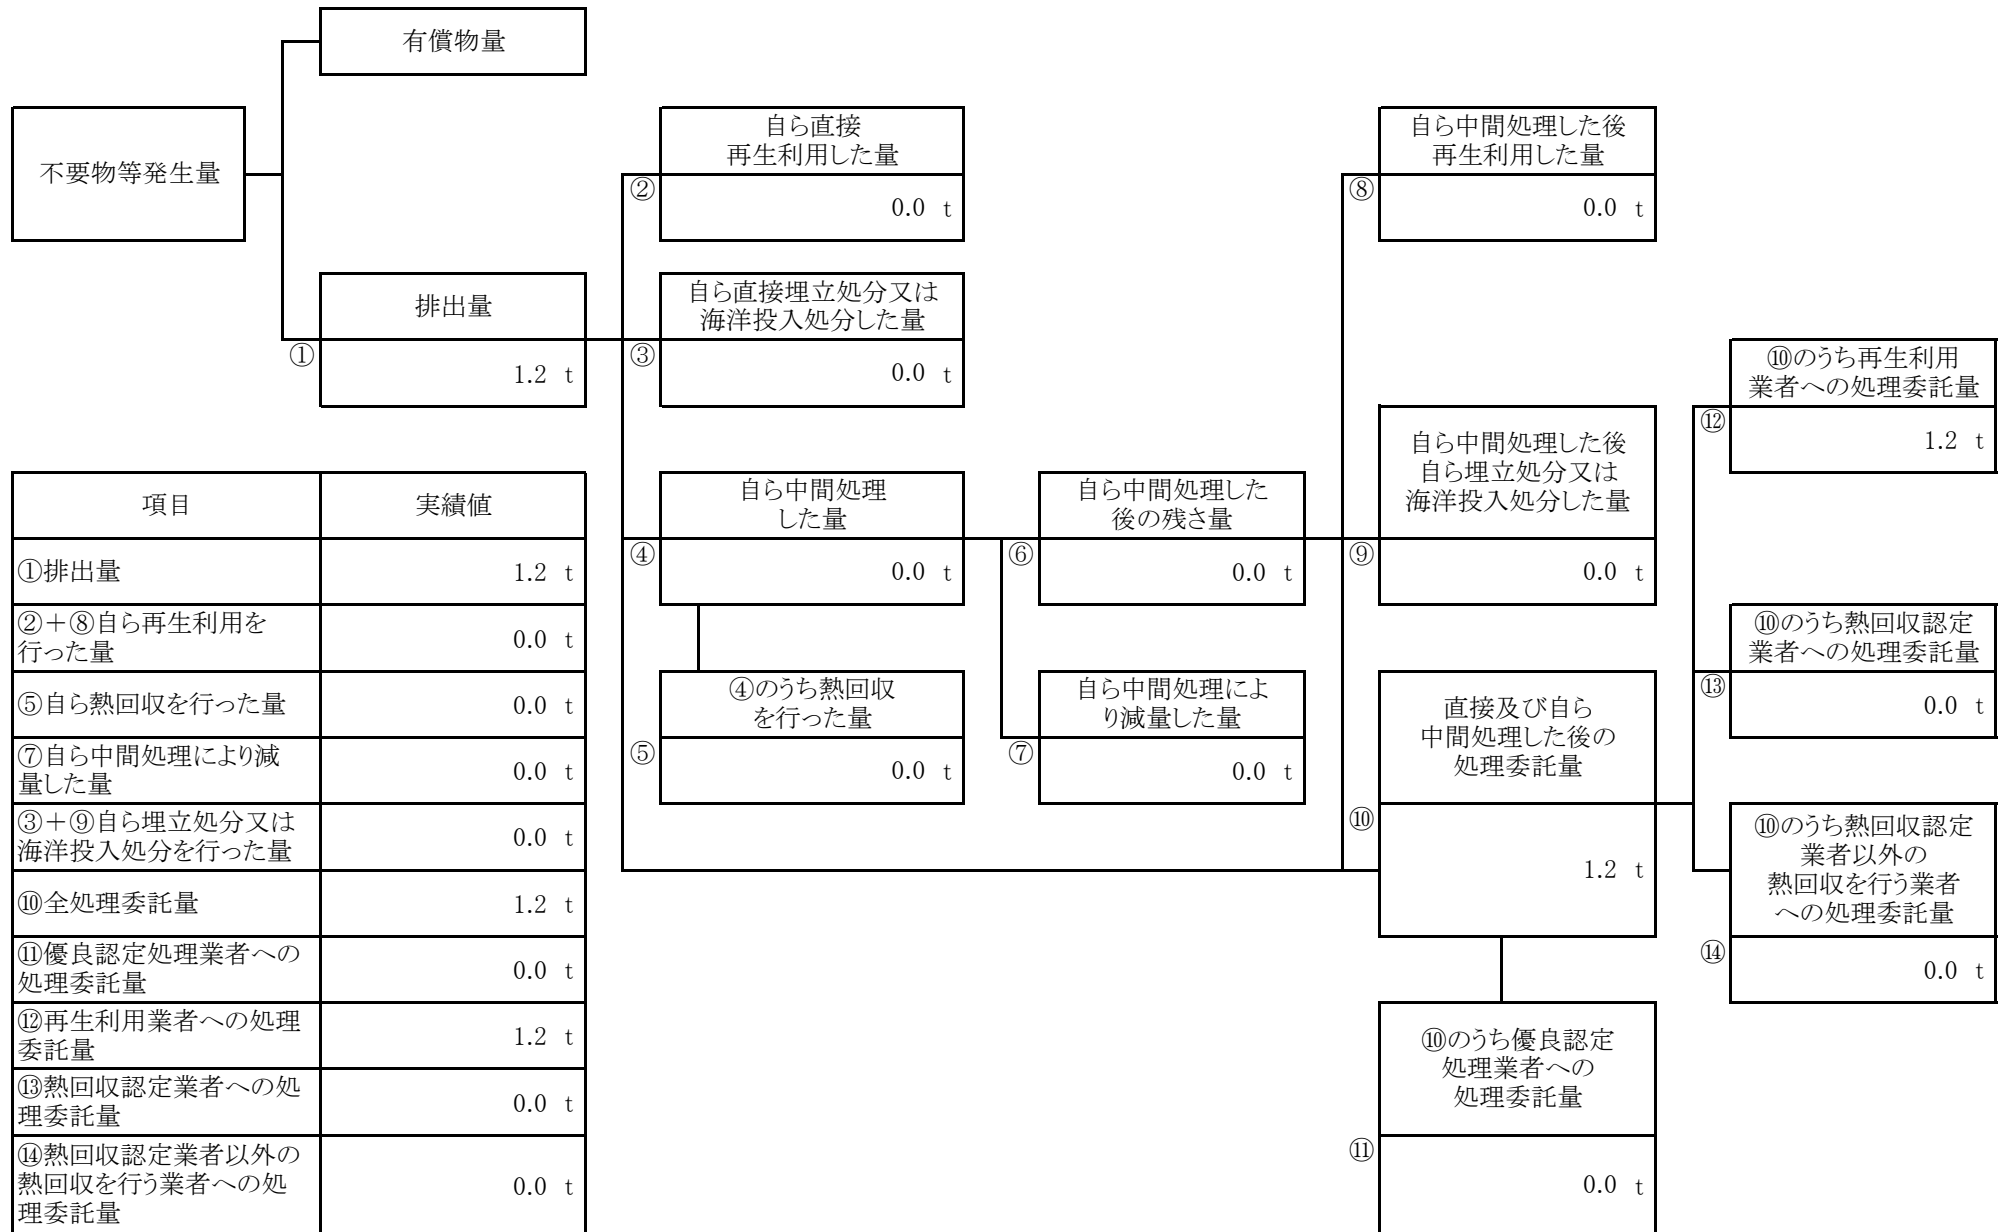 有償物量
不要物等発生量
排出量
①
1.2 t
自ら直接
再生利用した量
②
0.0 t
自ら直接埋立処分又は
海洋投入処分した量
③
0.0 t
自ら中間処理
した量
④
0.0 t
④のうち熱回収
を行った量
⑤
0.0 t
自ら中間処理した
後の残さ量
⑥
0.0 t
自ら中間処理によ
り減量した量
⑦
0.0 t
自ら中間処理した後
再生利用した量
⑧
0.0 t
自ら中間処理した後
自ら埋立処分又は
海洋投入処分した量
⑨
0.0 t
直接及び自ら
中間処理した後の
処理委託量
⑩
1.2 t
⑩のうち優良認定
処理業者への
処理委託量
⑪
0.0 t
⑩のうち再生利用
業者への処理委託量
⑫
1.2 t
⑩のうち熱回収認定
業者への処理委託量
⑬
0.0 t
⑩のうち熱回収認定
業者以外の
熱回収を行う業者
への処理委託量
⑭
0.0 t
項目 実績値
①排出量 1.2 t
②＋⑧自ら再生利用を
行った量 0.0 t
⑤自ら熱回収を行った量 0.0 t
⑦自ら中間処理により減
量した量 0.0 t
③＋⑨自ら埋立処分又は
海洋投入処分を行った量 0.0 t
⑩全処理委託量 1.2 t
⑪優良認定処理業者への
処理委託量 0.0 t
⑫再生利用業者への処理
委託量 1.2 t
⑬熱回収認定業者への処
理委託量 0.0 t
⑭熱回収認定業者以外の
熱回収を行う業者への処
理委託量 0.0 t